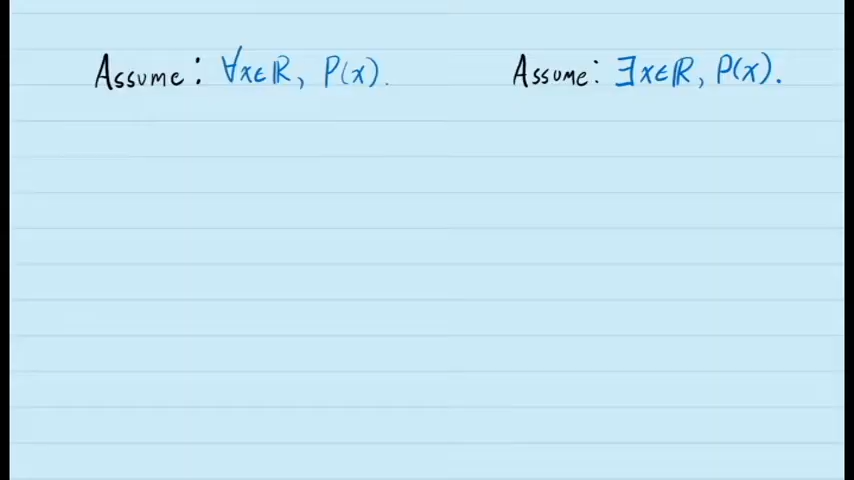 Assume: ∀x∈ℝ, P(x).
Assume: ∃x∈ℝ, P(x).